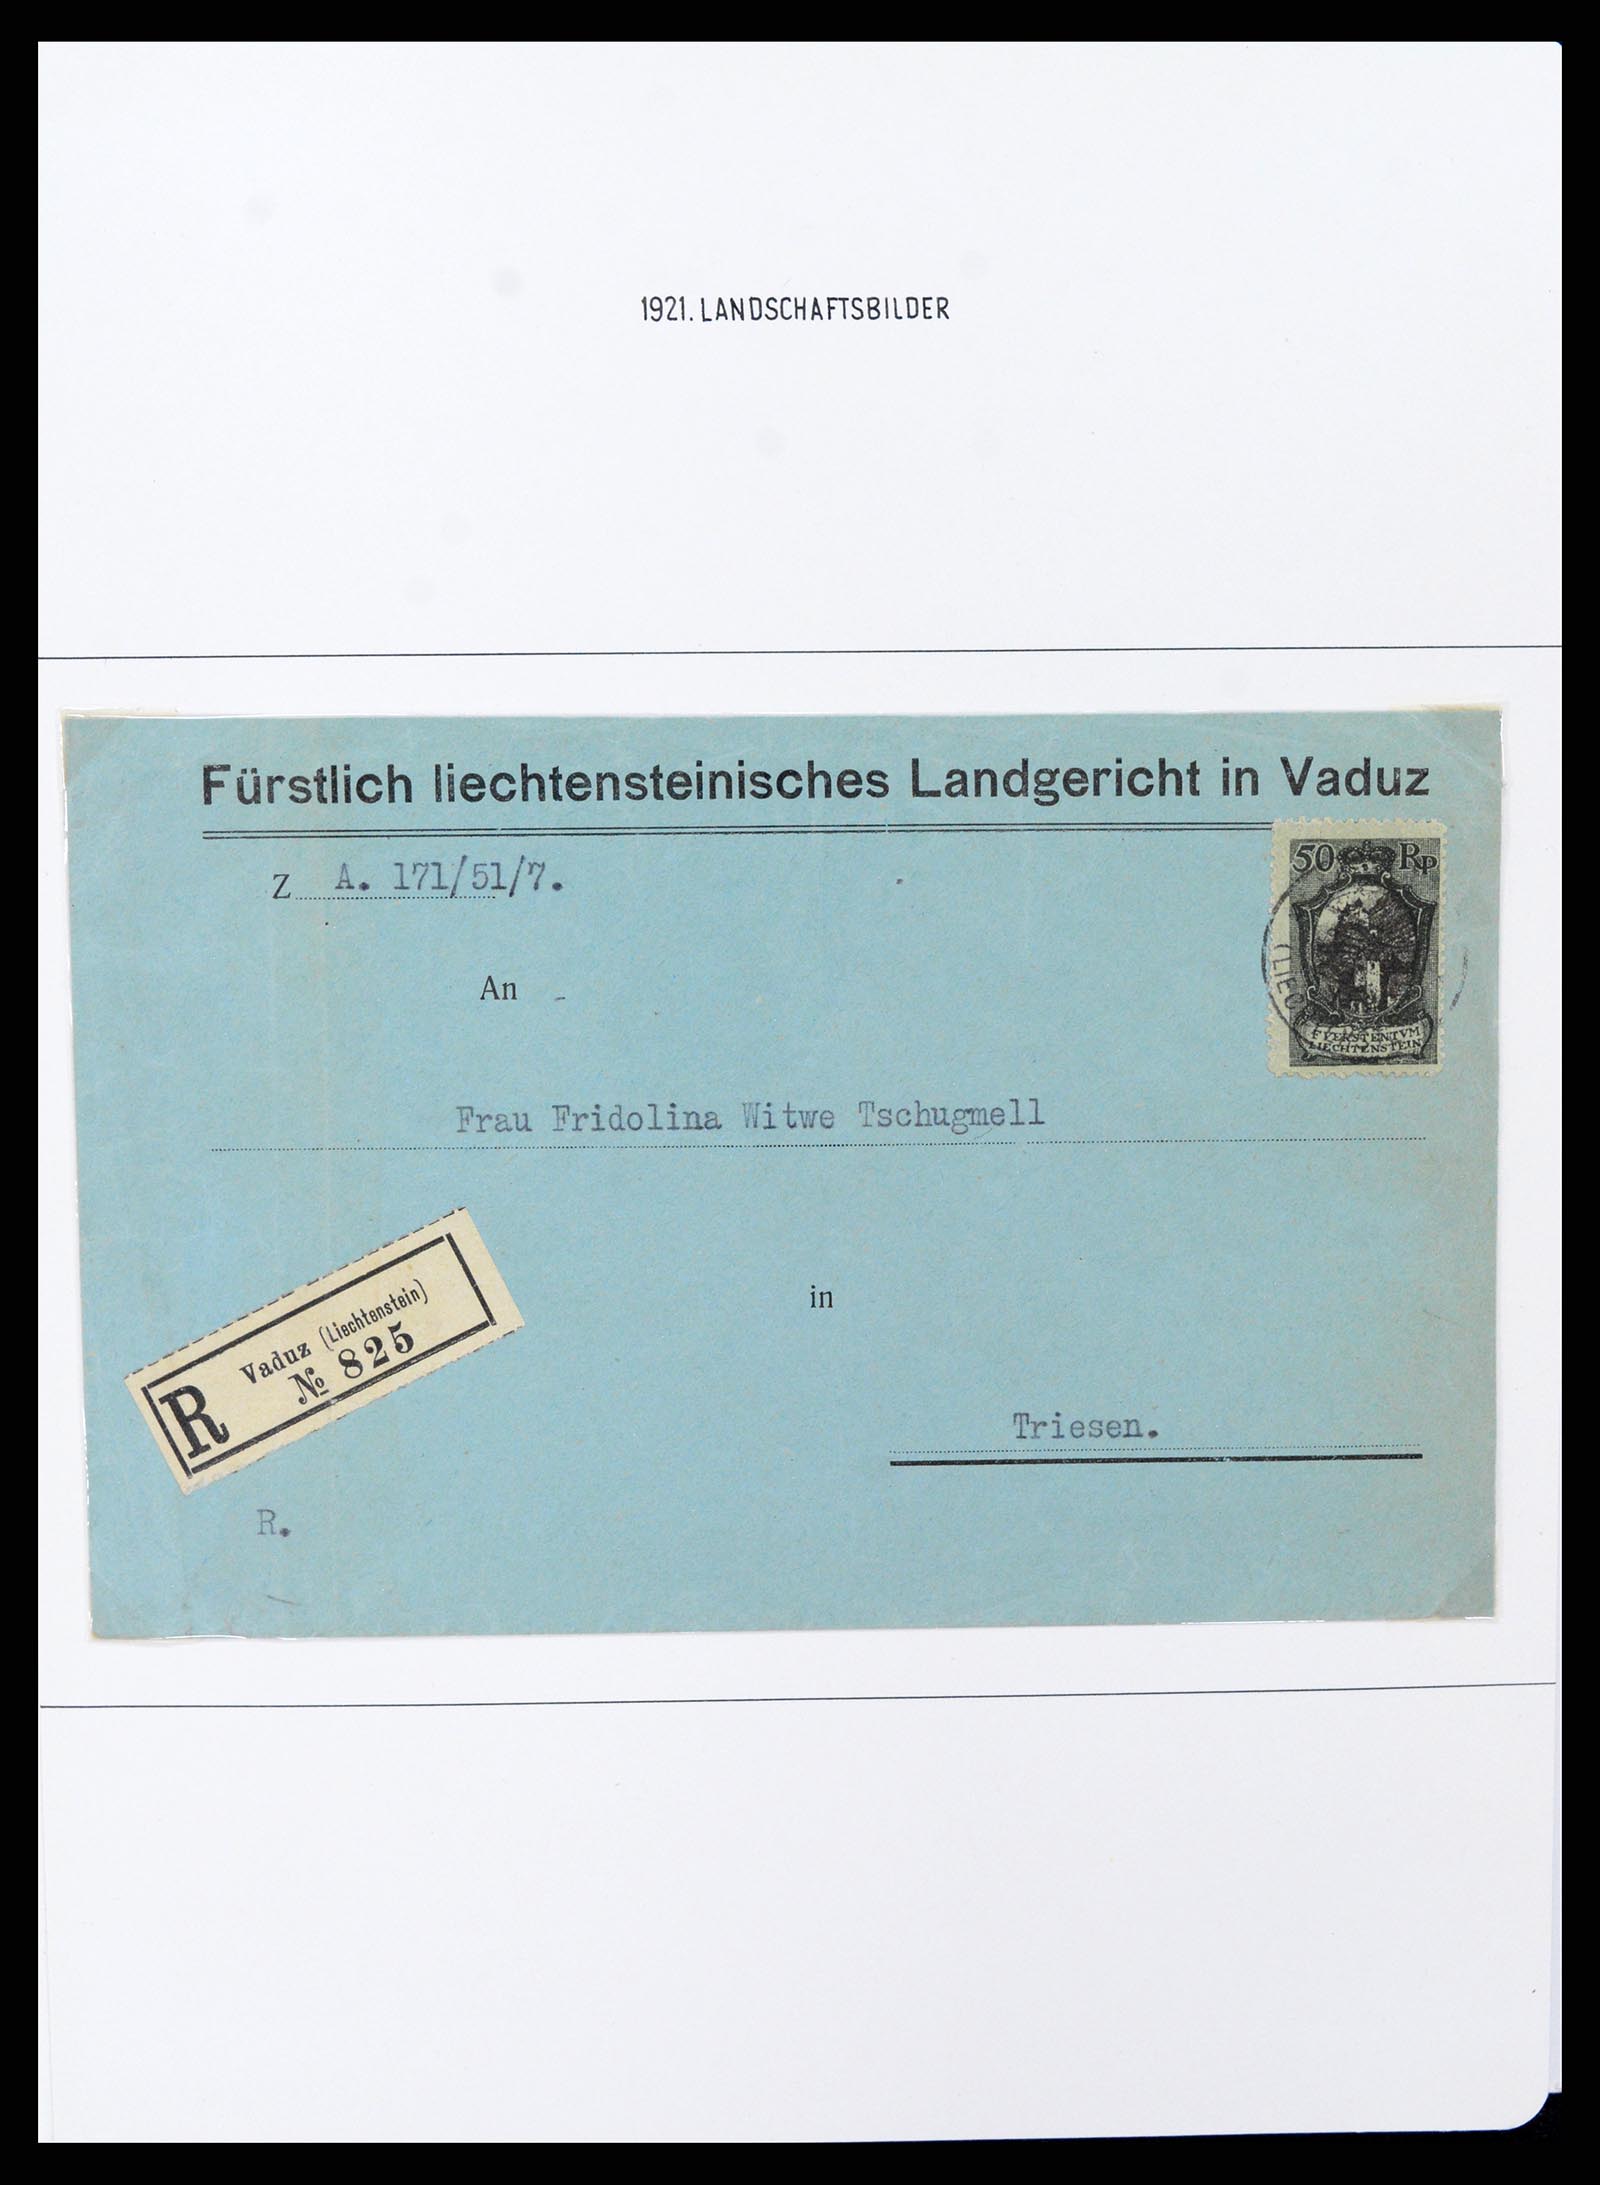 1921. LANDSCHAFTSBILDER
Fürstlich liechtensteinisches Landgericht in Vaduz
Z A. 171/51/7.
50 Rp
(LIEC
FVERSTENTVM
LIECHTENSTEIN
An
Frau Fridolina Witwe Tschugmell
in
Triesen.
R Vaduz (Liechtenstein)
№ 825
R.